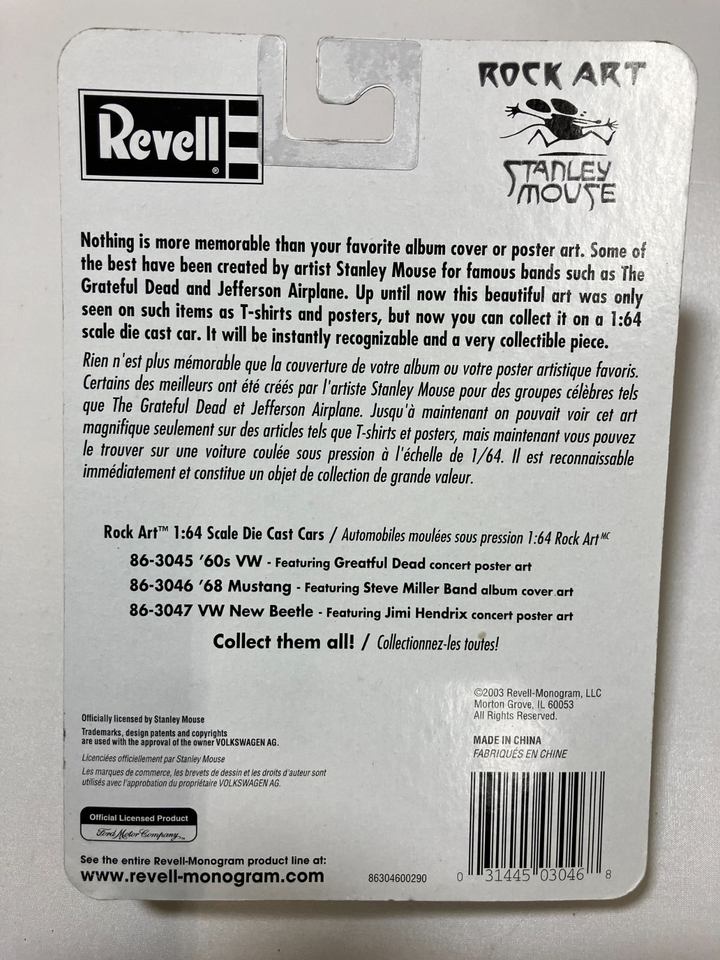 Revell®
ROCK ART
STANLEY
MOUSE
Nothing is more memorable than your favorite album cover or poster art. Some of
the best have been created by artist Stanley Mouse for famous bands such as The
Grateful Dead and Jefferson Airplane. Up until now this beautiful art was only
seen on such items as T-shirts and posters, but now you can collect it on a 1:64
scale die cast car. It will be instantly recognizable and a very collectible piece.
Rien n'est plus mémorable que la couverture de votre album ou votre poster artistique favoris.
Certains des meilleurs ont été créés par l'artiste Stanley Mouse pour des groupes célèbres tels
que The Grateful Dead et Jefferson Airplane. Jusqu'à maintenant on pouvait voir cet art
magnifique seulement sur des articles tels que T-shirts et posters, mais maintenant vous pouvez
le trouver sur une voiture coulée sous pression à l'échelle de 1/64. Il est reconnaissable
immédiatement et constitue un objet de collection de grande valeur.
Rock Art™ 1:64 Scale Die Cast Cars / Automobiles moulées sous pression 1:64 Rock Art MC
86-3045 '60s VW - Featuring Greatful Dead concert poster art
86-3046 '68 Mustang - Featuring Steve Miller Band album cover art
86-3047 VW New Beetle - Featuring Jimi Hendrix concert poster art
Collect them all! / Collectionnez-les toutes!
©2003 Revell-Monogram, LLC
Morton Grove, IL 60053
All Rights Reserved.
MADE IN CHINA
FABRIQUÉS EN CHINE
Officially licensed by Stanley Mouse
Trademarks, design patents and copyrights
are used with the approval of the owner VOLKSWAGEN AG.
Licenciées officiellement par Stanley Mouse
Les marques de commerce, les brevets de dessin et les droits d'auteur sont
utilisés avec l'approbation du propriétaire VOLKSWAGEN AG.
Official Licensed Product
Ford Motor Company™
See the entire Revell-Monogram product line at:
www.revell-monogram.com
86304600290
0 31445 03046 8